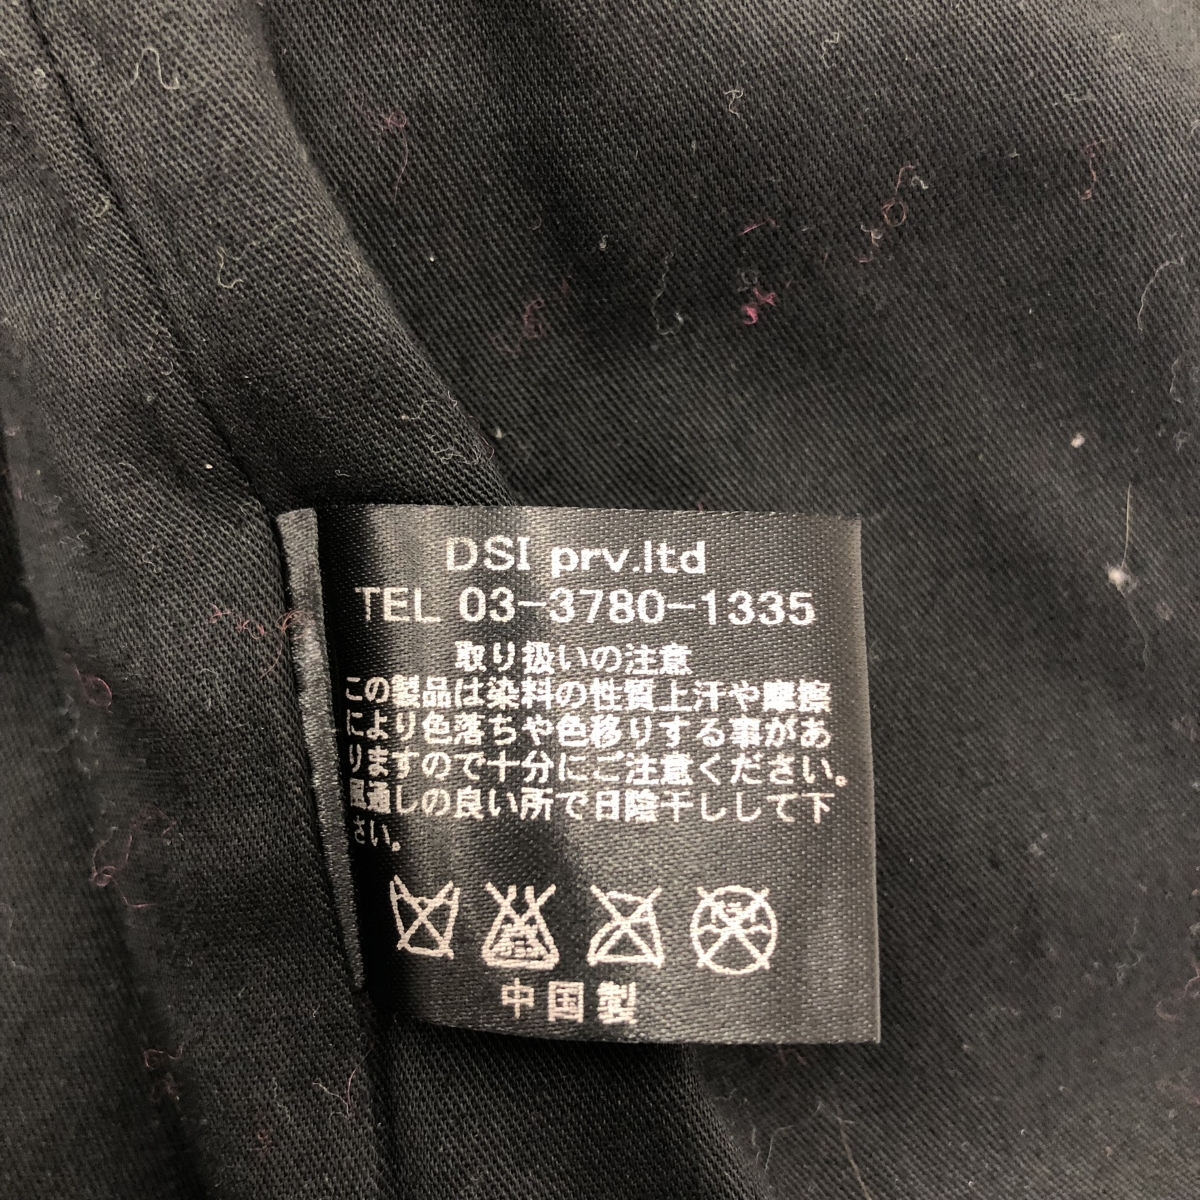 DSI prv.ltd
TEL 03-3780-1335
取り扱いの注意
この製品は染料の性質上汗や摩擦
により色落ちや色移りする事があ
りますので十分にご注意ください。
風通しの良い所で日陰干ししして下
さい。
中国製